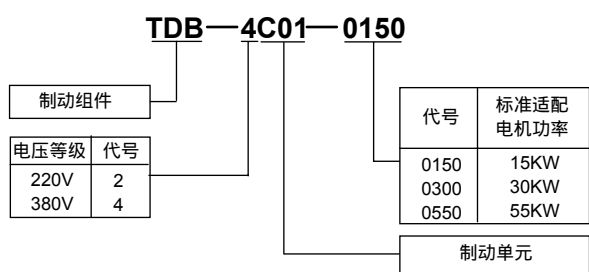 TDB—4C01—0150
制动组件
电压等级 代号
220V 2
380V 4
代号 标准适配电机功率
0150 15KW
0300 30KW
0550 55KW
制动单元